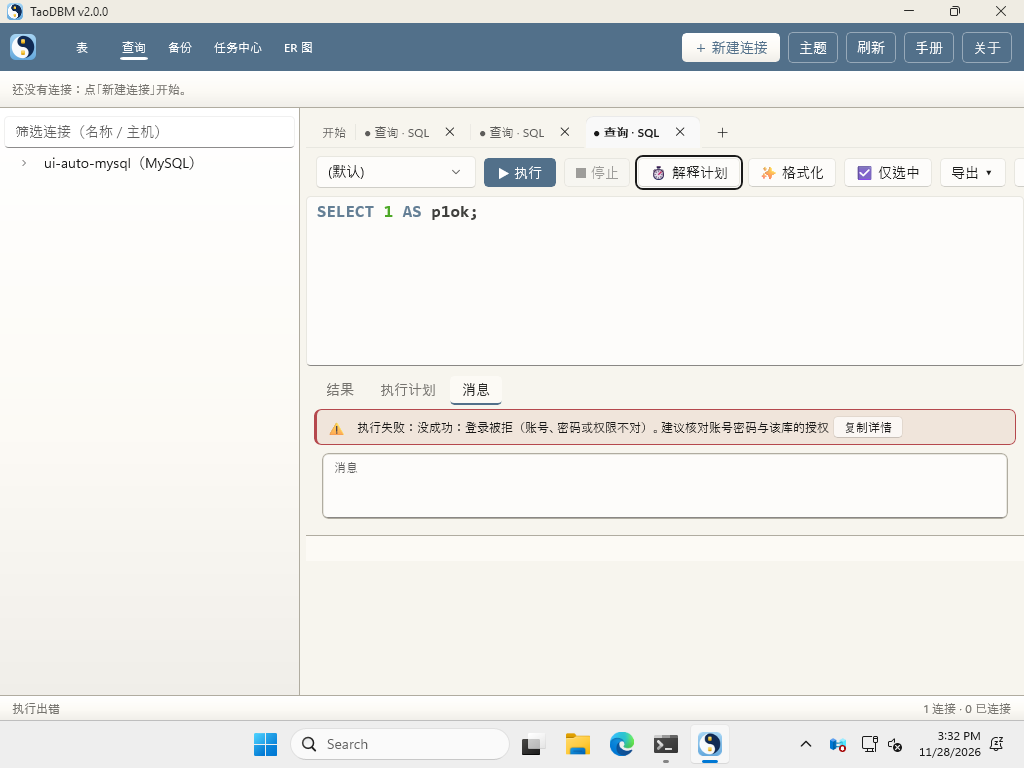 TaoDBM v2.0.0
表 查询 备份 任务中心 ER 图 + 新建连接 主题 刷新 手册 关于
还没有连接：点「新建连接」开始。
筛选连接（名称 / 主机）
ui-auto-mysql（MySQL）
开始 • 查询 · SQL • 查询 · SQL • 查询 · SQL
(默认) 执行 停止 解释计划 格式化 仅选中 导出
SELECT 1 AS p1ok;
结果 执行计划 消息
执行失败：没成功：登录被拒（账号、密码或权限不对）。建议核对账号密码与该库的授权 复制详情
消息
执行出错 1 连接 · 0 已连接
Search
3:32 PM
11/28/2026